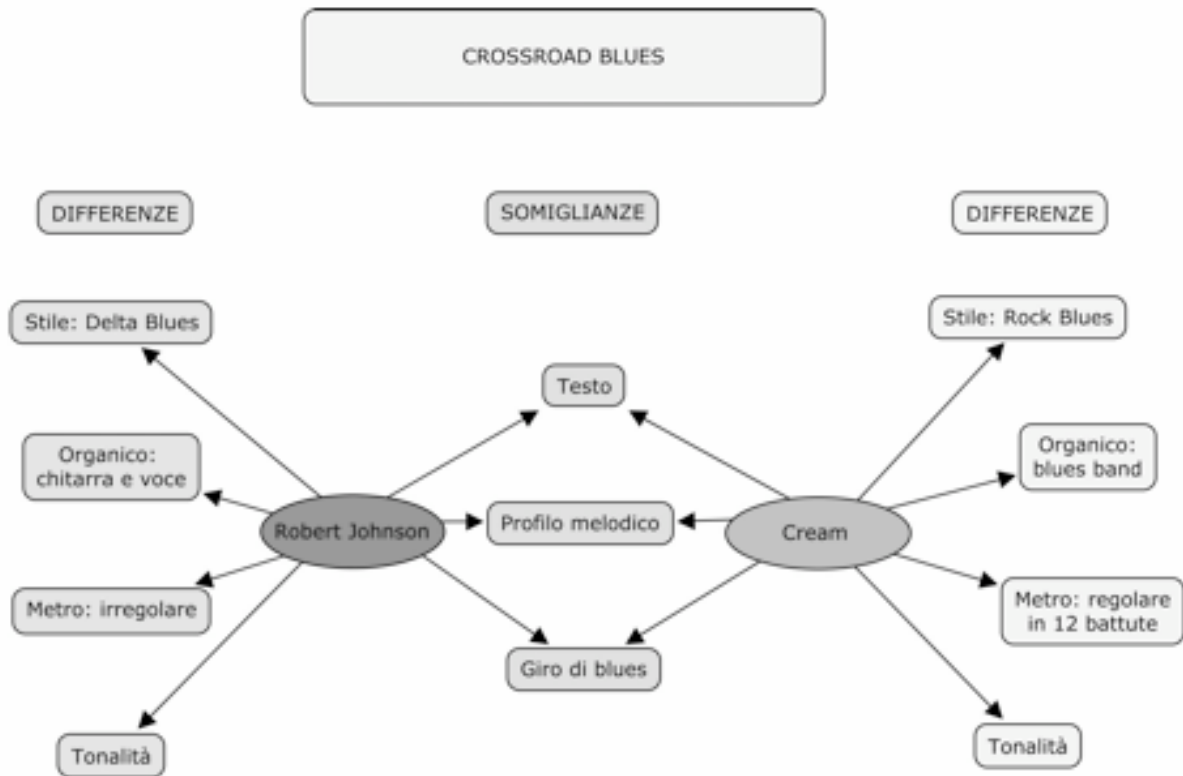 CROSSROAD BLUES
DIFFERENZE
SOMIGLIANZE
DIFFERENZE
Stile: Delta Blues
Stile: Rock Blues
Testo
Organico:
chitarra e voce
Organico:
blues band
Robert Johnson
Profilo melodico
Cream
Metro: irregolare
Metro: regolare
in 12 battute
Giro di blues
Tonalità
Tonalità